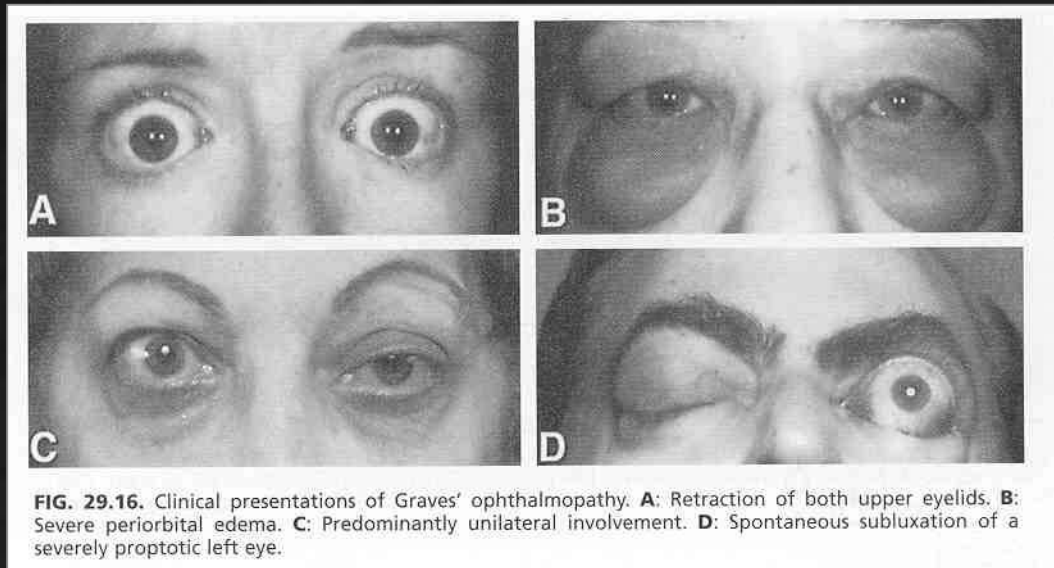 A
B
C
D
FIG. 29.16. Clinical presentations of Graves' ophthalmopathy. A: Retraction of both upper eyelids. B:
Severe periorbital edema. C: Predominantly unilateral involvement. D: Spontaneous subluxation of a
severely proptotic left eye.